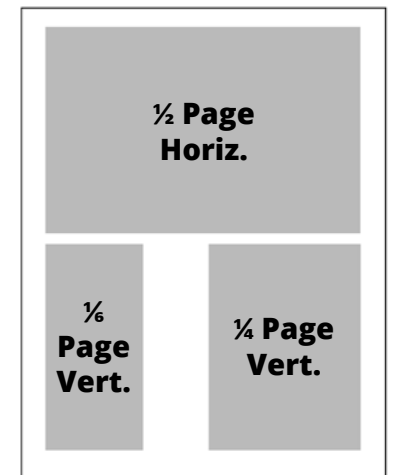 ½ Page
Horiz.
⅙
Page
Vert.
¼ Page
Vert.